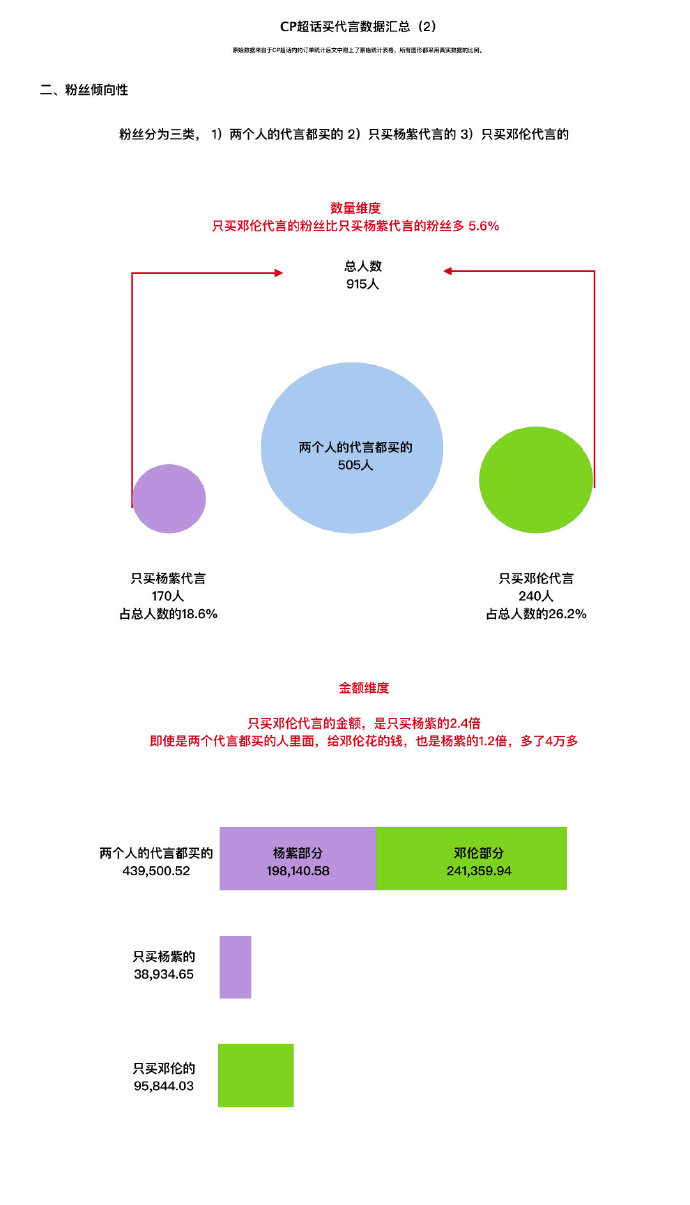 CP超话买代言数据汇总（2）
原始数据来自于CP超话内的订单统计后文中附上了原始统计表格，所有图形都采用真实数据的比例。
二、粉丝倾向性
粉丝分为三类， 1）两个人的代言都买的 2）只买杨紫代言的 3）只买邓伦代言的
数量维度
只买邓伦代言的粉丝比只买杨紫代言的粉丝多 5.6%
总人数
915人
两个人的代言都买的
505人
只买杨紫代言
170人
占总人数的18.6%
只买邓伦代言
240人
占总人数的26.2%
金额维度
只买邓伦代言的金额，是只买杨紫的2.4倍
即使是两个代言都买的人里面，给邓伦花的钱，也是杨紫的1.2倍，多了4万多
两个人的代言都买的
439,500.52
杨紫部分
198,140.58
邓伦部分
241,359.94
只买杨紫的
38,934.65
只买邓伦的
95,844.03